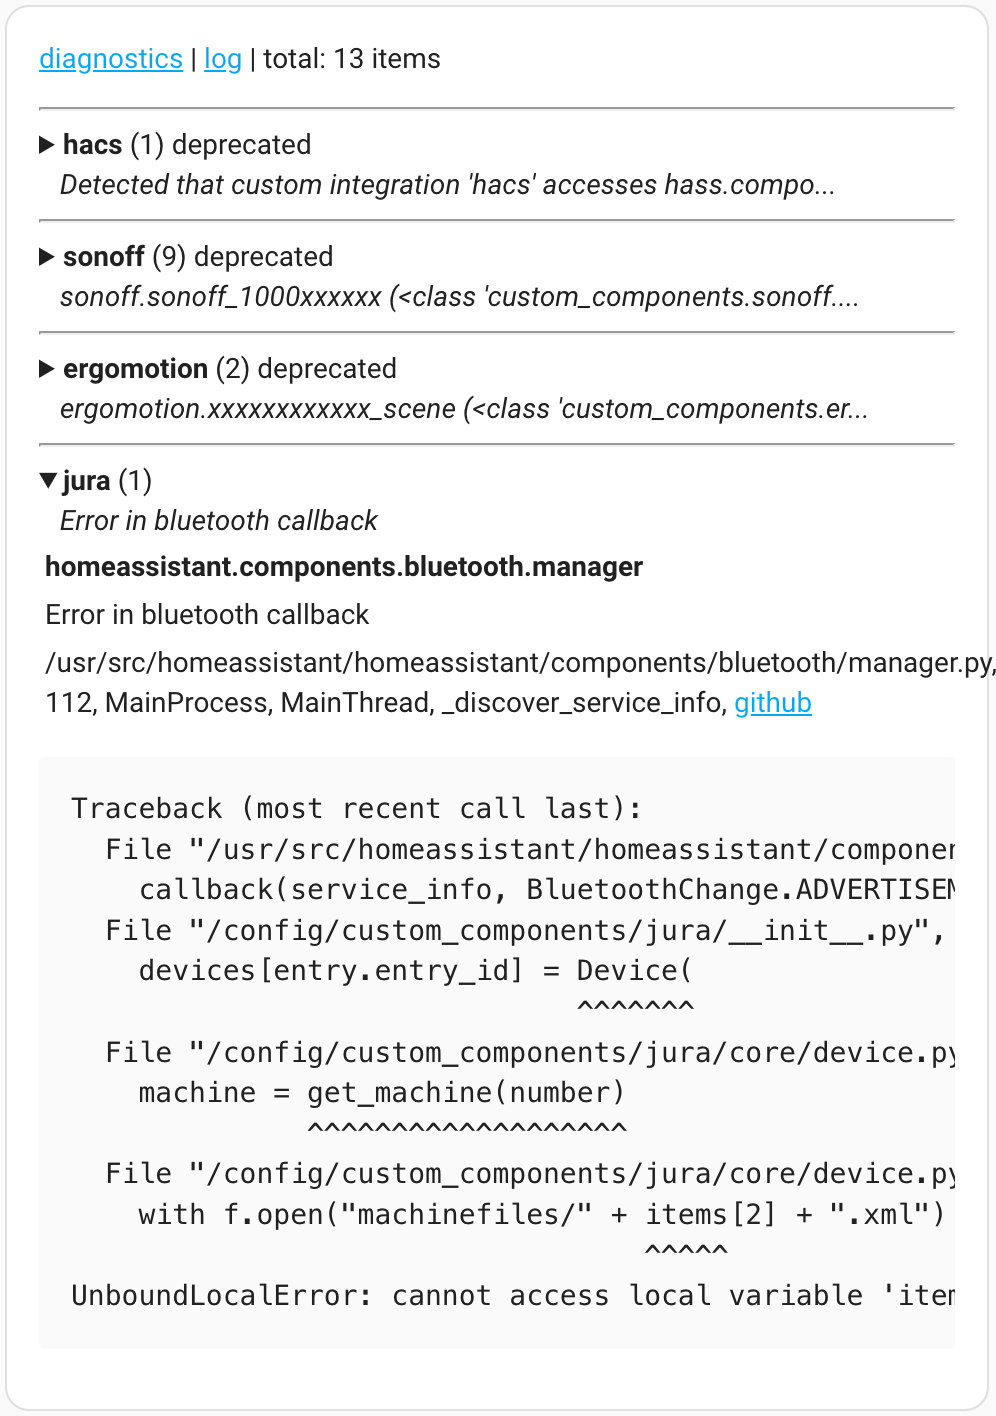 diagnostics | log | total: 13 items
▶ hacs (1) deprecated
Detected that custom integration 'hacs' accesses hass.compo...
▶ sonoff (9) deprecated
sonoff.sonoff_1000xxxxxx (<class 'custom_components.sonoff....
▶ ergomotion (2) deprecated
ergomotion.xxxxxxxxxxxx_scene (<class 'custom_components.er...
▼ jura (1)
Error in bluetooth callback
homeassistant.components.bluetooth.manager
Error in bluetooth callback
/usr/src/homeassistant/homeassistant/components/bluetooth/manager.py,
112, MainProcess, MainThread, _discover_service_info, github
Traceback (most recent call last):
  File "/usr/src/homeassistant/homeassistant/componen
    callback(service_info, BluetoothChange.ADVERTISEM
  File "/config/custom_components/jura/__init__.py",
    devices[entry.entry_id] = Device(
                              ^^^^^^^
  File "/config/custom_components/jura/core/device.py
    machine = get_machine(number)
              ^^^^^^^^^^^^^^^^^^^
  File "/config/custom_components/jura/core/device.py
    with f.open("machinefiles/" + items[2] + ".xml")
                                  ^^^^^
UnboundLocalError: cannot access local variable 'item